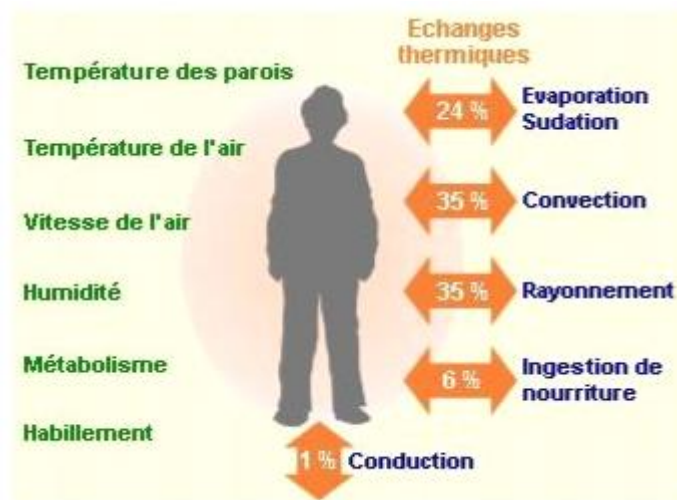 Echanges
thermiques
Température des parois
Température de l'air
Vitesse de l'air
Humidité
Métabolisme
Habillement
24 %
Evaporation
Sudation
35 %
Convection
35 %
Rayonnement
6 %
Ingestion de
nourriture
1 %
Conduction